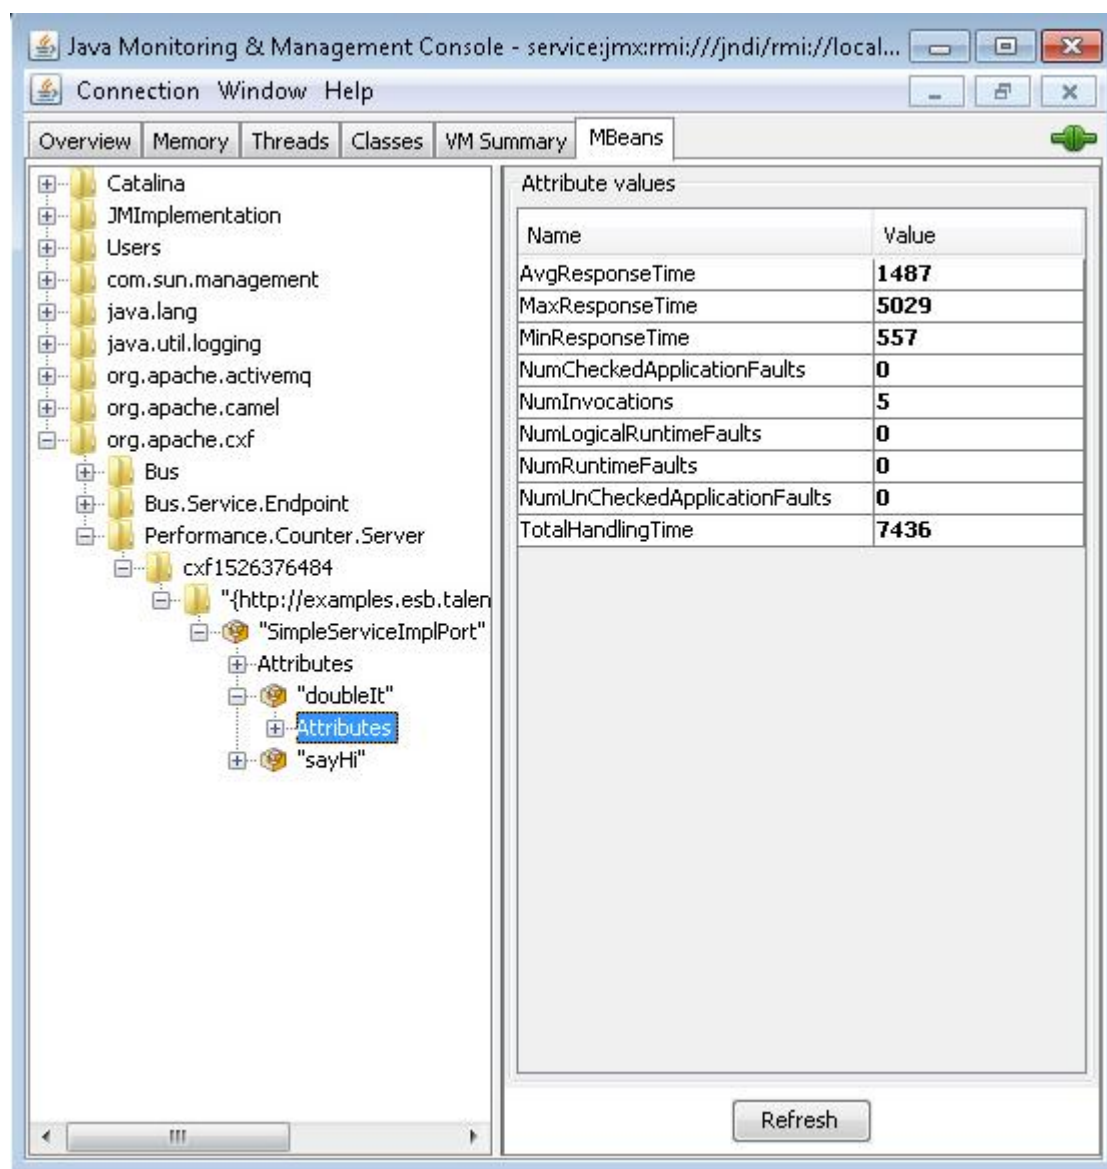 Java Monitoring & Management Console - service:jmx:rmi:///jndi/rmi://local...
Connection Window Help
Overview Memory Threads Classes VM Summary MBeans
Catalina
JMImplementation
Users
com.sun.management
java.lang
java.util.logging
org.apache.activemq
org.apache.camel
org.apache.cxf
Bus
Bus.Service.Endpoint
Performance.Counter.Server
cxf1526376484
"{http://examples.esb.talen
"SimpleServiceImplPort"
Attributes
"doubleIt"
Attributes
"sayHi"
Attribute values
Name Value
AvgResponseTime 1487
MaxResponseTime 5029
MinResponseTime 557
NumCheckedApplicationFaults 0
NumInvocations 5
NumLogicalRuntimeFaults 0
NumRuntimeFaults 0
NumUnCheckedApplicationFaults 0
TotalHandlingTime 7436
Refresh